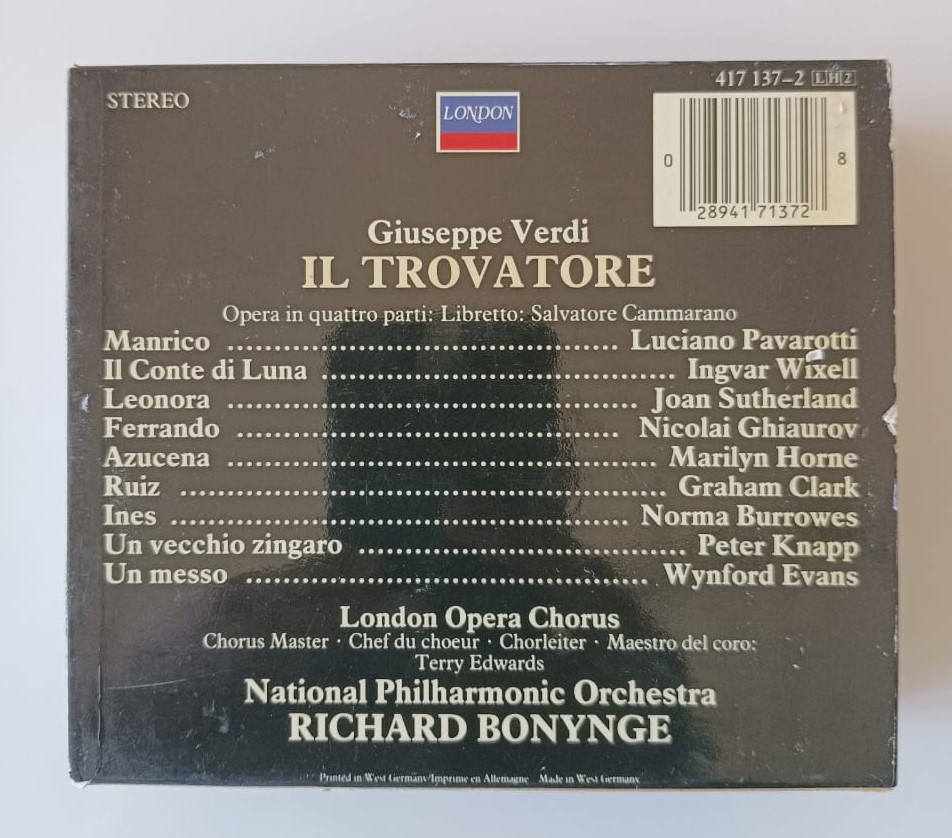 STEREO
417 137-2 LH2
LONDON
0 28941 71372 8
Giuseppe Verdi
IL TROVATORE
Opera in quattro parti: Libretto: Salvatore Cammarano
Manrico ........................................................ Luciano Pavarotti
Il Conte di Luna .................................................. Ingvar Wixell
Leonora .......................................................... Joan Sutherland
Ferrando ....................................................... Nicolai Ghiaurov
Azucena ............................................................ Marilyn Horne
Ruiz .................................................................... Graham Clark
Ines ................................................................. Norma Burrowes
Un vecchio zingaro .............................................. Peter Knapp
Un messo ......................................................... Wynford Evans
London Opera Chorus
Chorus Master · Chef du choeur · Chorleiter · Maestro del coro:
Terry Edwards
National Philharmonic Orchestra
RICHARD BONYNGE
Printed in West Germany/Imprime en Allemagne Made in West Germany